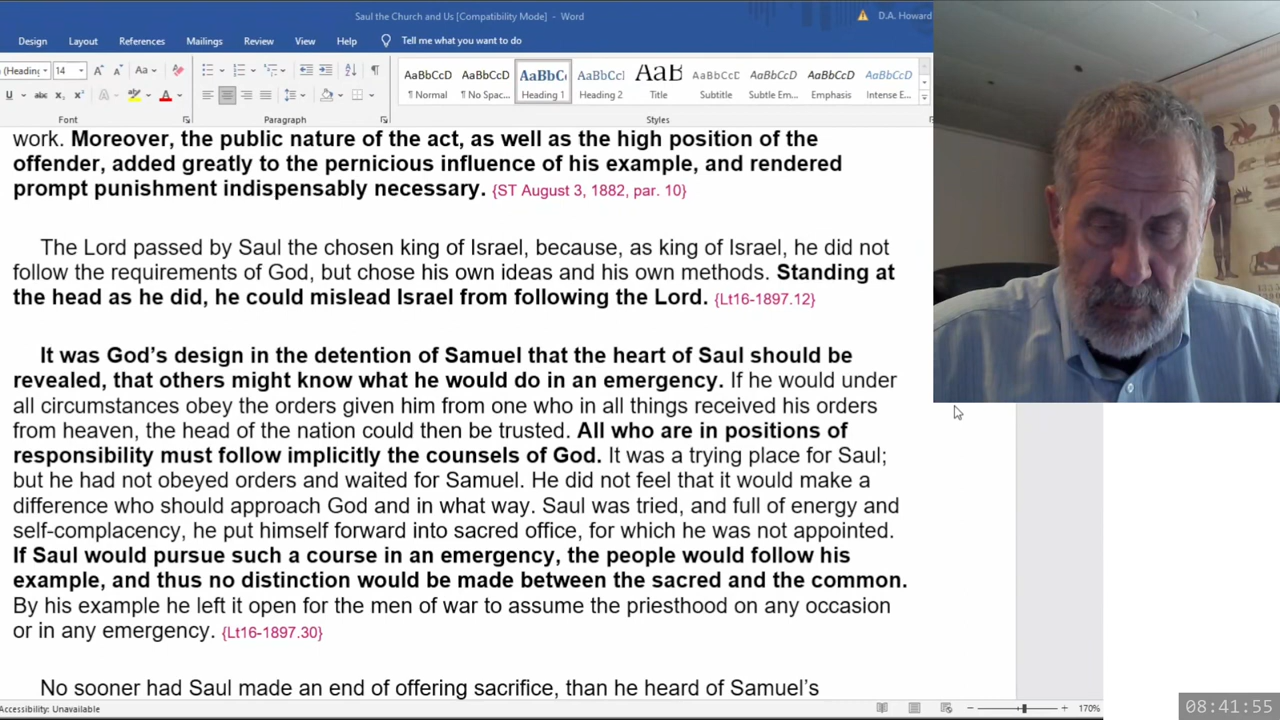 Saul the Church and Us [Compatibility Mode] - Word
D.A. Howard
Design Layout References Mailings Review View Help Tell me what you want to do
(Heading 14 A A Aa
U abc x₂ x² A A
AaBbCcD AaBbCcD AaBbC AaBbCcl AaB AaBbCcD AaBbCcD AaBbCcD AaBbCcD
¶ Normal ¶ No Spac... Heading 1 Heading 2 Title Subtitle Subtle Em... Emphasis Intense E...
Font Paragraph Styles
work. Moreover, the public nature of the act, as well as the high position of the
offender, added greatly to the pernicious influence of his example, and rendered
prompt punishment indispensably necessary. {ST August 3, 1882, par. 10}
The Lord passed by Saul the chosen king of Israel, because, as king of Israel, he did not
follow the requirements of God, but chose his own ideas and his own methods. Standing at
the head as he did, he could mislead Israel from following the Lord. {Lt16-1897.12}
It was God’s design in the detention of Samuel that the heart of Saul should be
revealed, that others might know what he would do in an emergency. If he would under
all circumstances obey the orders given him from one who in all things received his orders
from heaven, the head of the nation could then be trusted. All who are in positions of
responsibility must follow implicitly the counsels of God. It was a trying place for Saul;
but he had not obeyed orders and waited for Samuel. He did not feel that it would make a
difference who should approach God and in what way. Saul was tried, and full of energy and
self-complacency, he put himself forward into sacred office, for which he was not appointed.
If Saul would pursue such a course in an emergency, the people would follow his
example, and thus no distinction would be made between the sacred and the common.
By his example he left it open for the men of war to assume the priesthood on any occasion
or in any emergency. {Lt16-1897.30}
No sooner had Saul made an end of offering sacrifice, than he heard of Samuel’s
Accessibility: Unavailable
170%
08:41:55